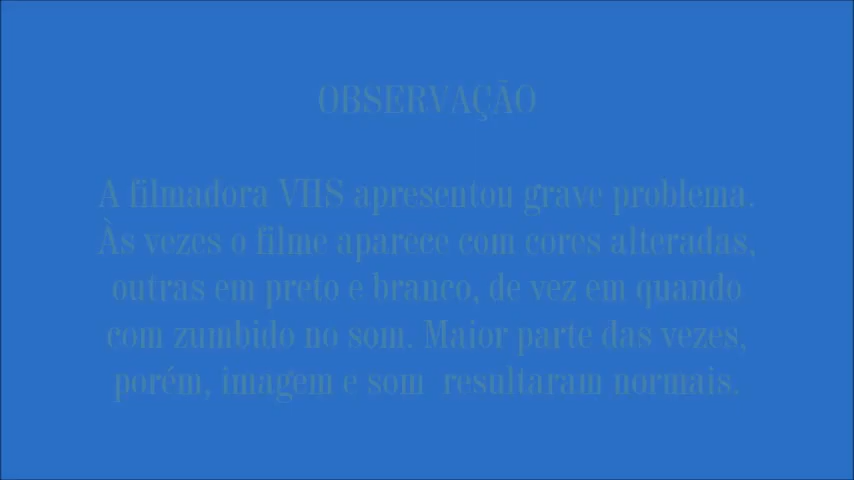 OBSERVAÇÃO
A filmadora VHS apresentou grave problema.
Às vezes o filme aparece com cores alteradas,
outras em preto e branco, de vez em quando
com zumbido no som. Maior parte das vezes,
porém, imagem e som resultaram normais.